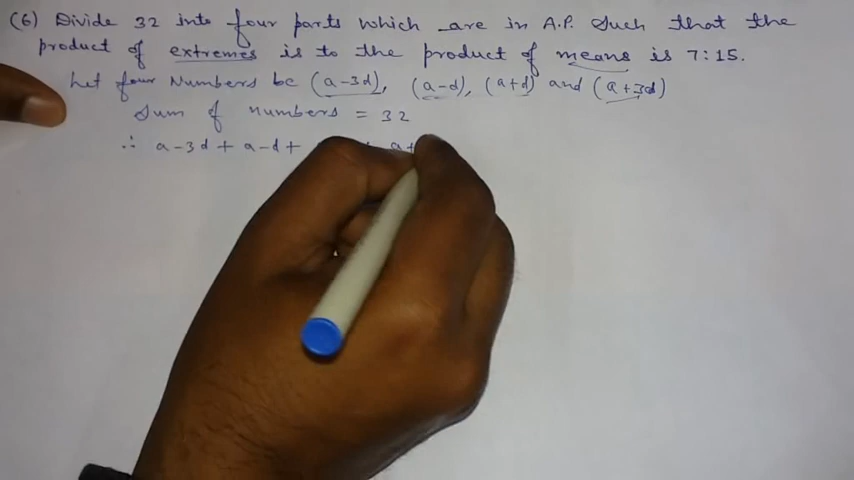 (6) Divide 32 into four parts which are in A.P. Such that the
product of extremes is to the product of means is 7:15.
Let four Numbers be (a-3d), (a-d), (a+d) and (a+3d)
Sum of numbers = 32
∴ a-3d + a-d + + a+